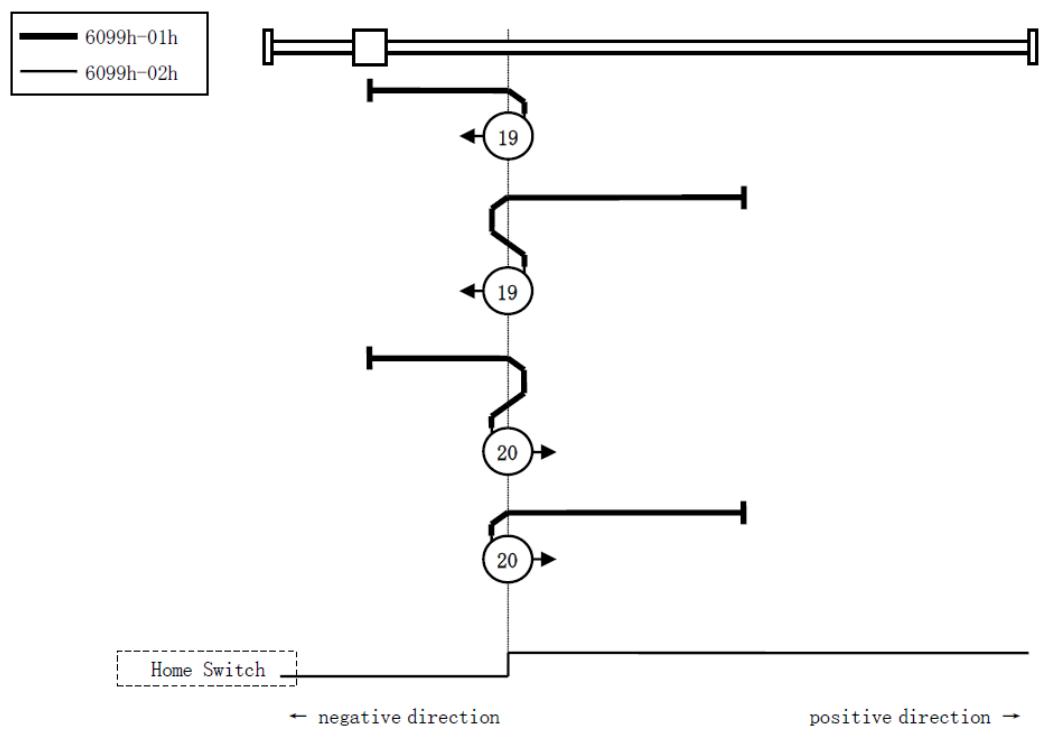 6099h-01h
6099h-02h
19
19
20
20
Home Switch
← negative direction
positive direction →